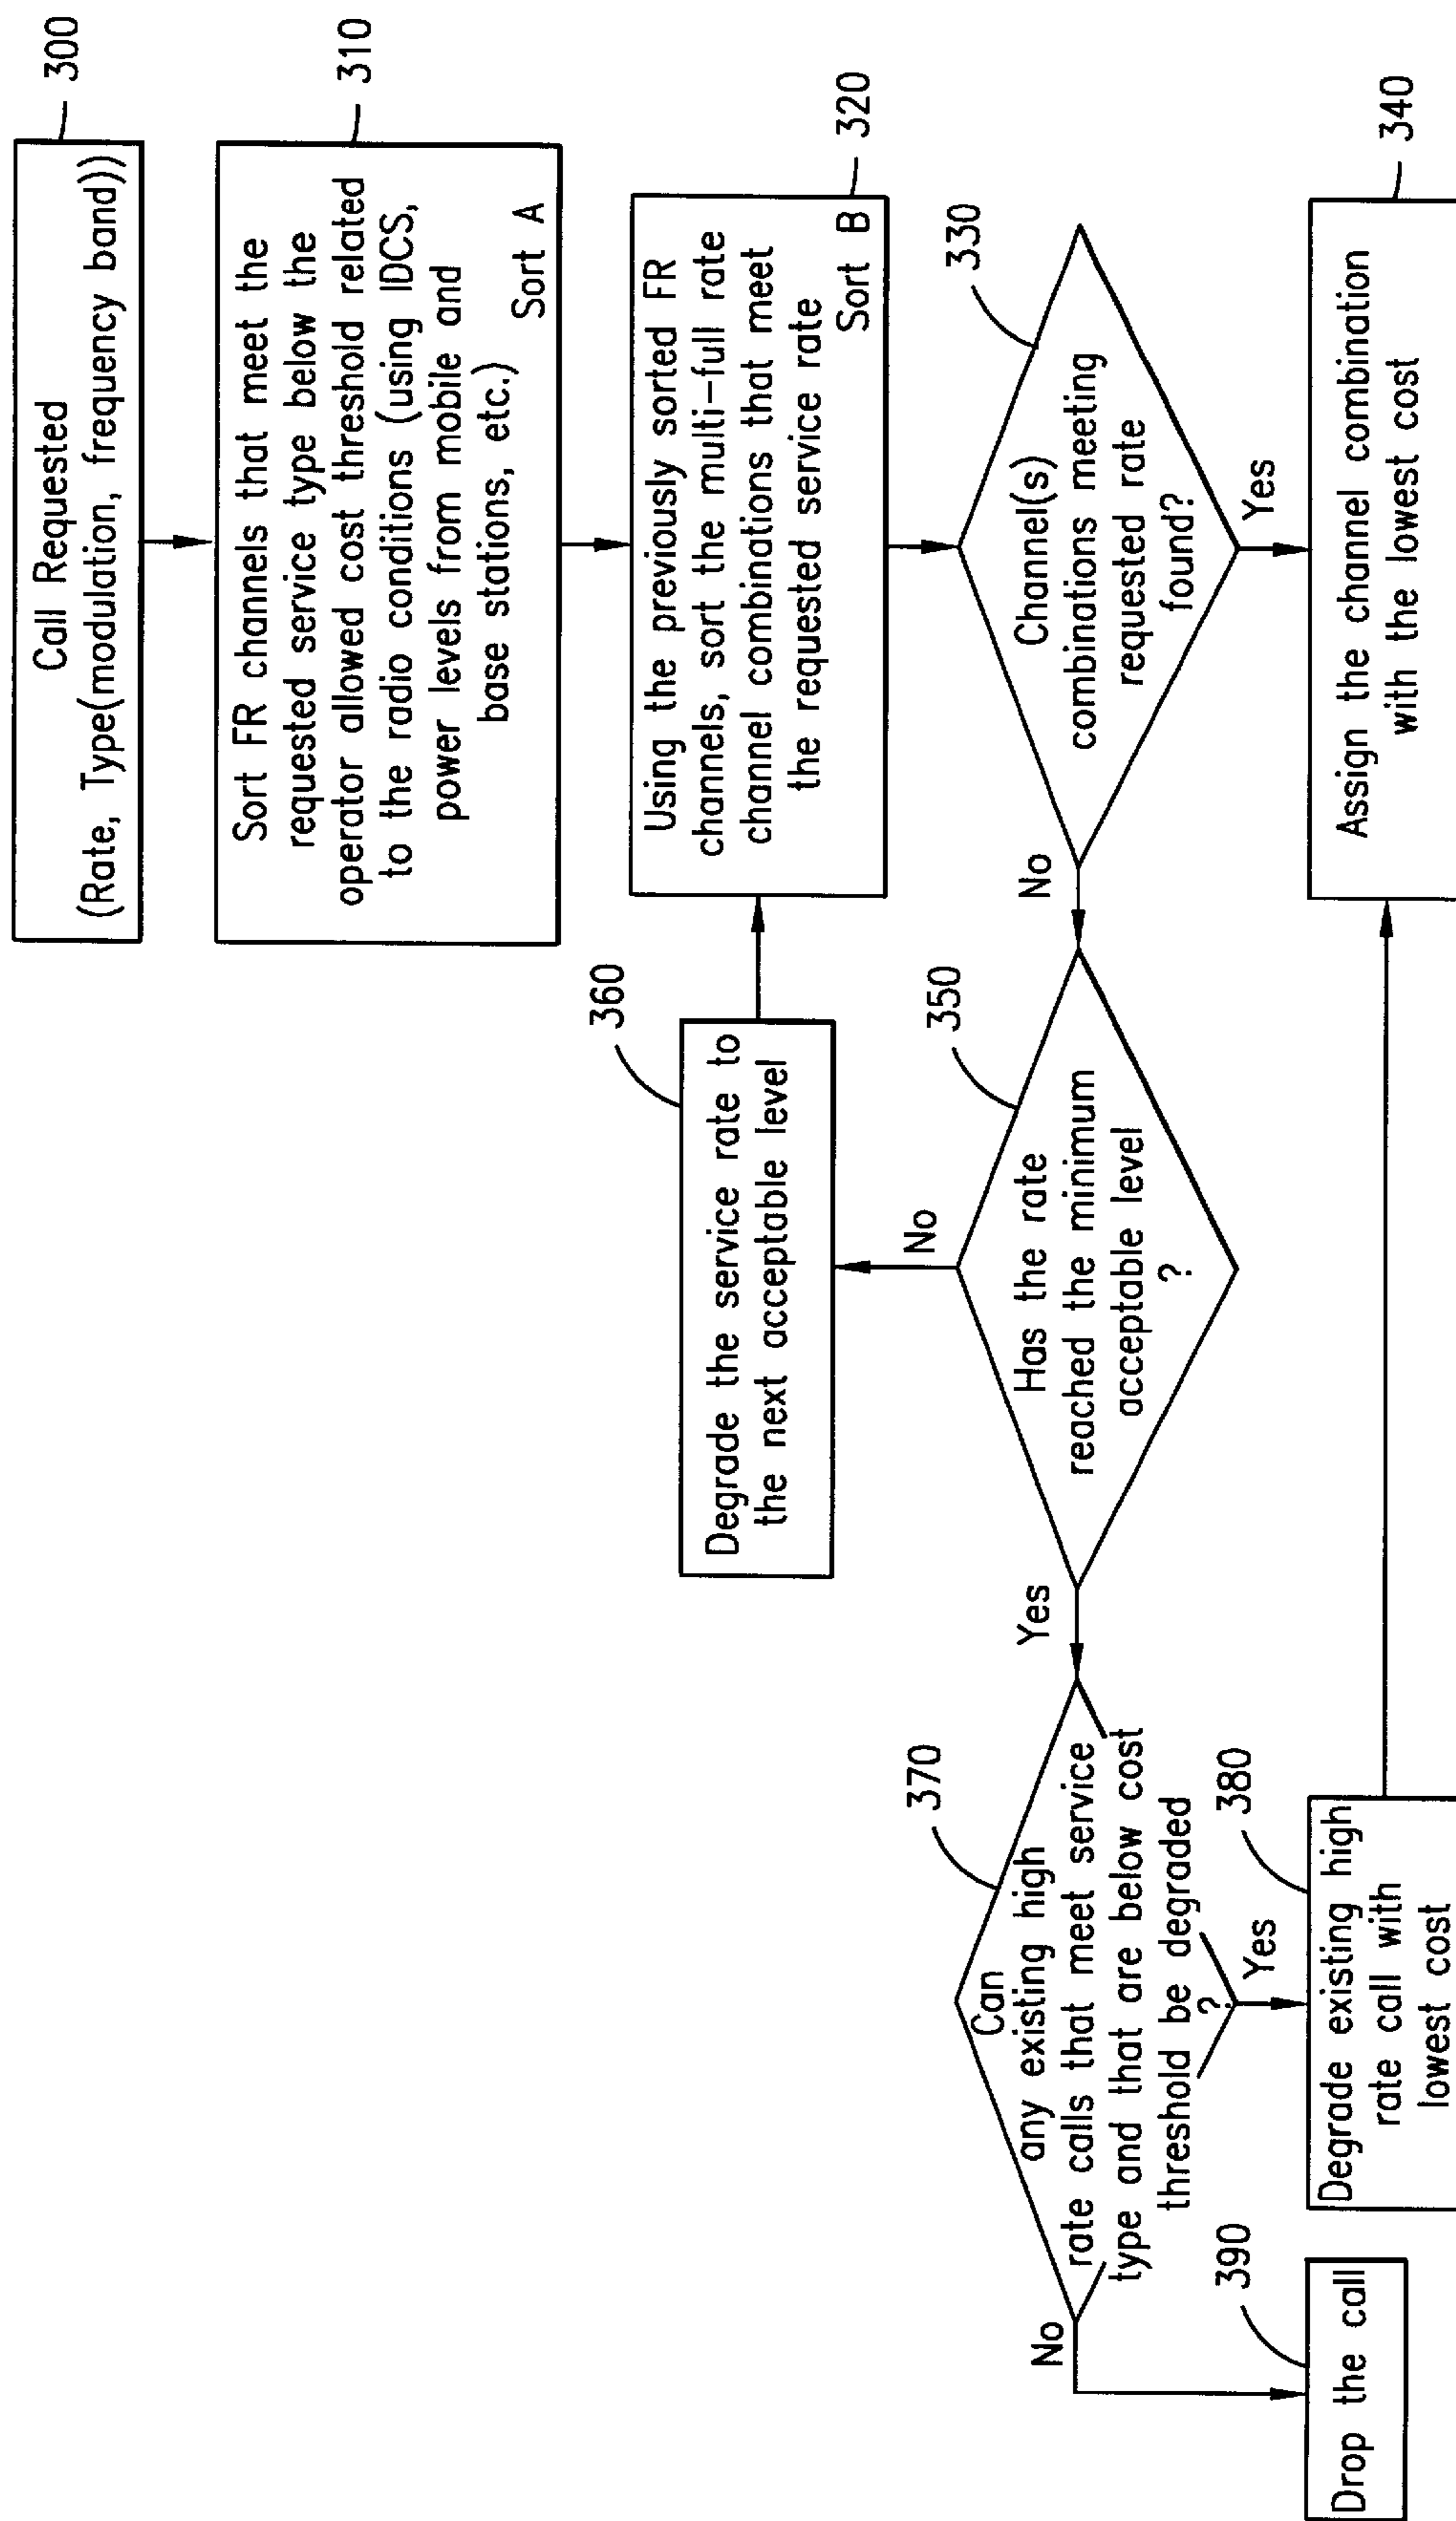 Call Requested
(Rate, Type(modulation, frequency band))
300
Sort FR channels that meet the
requested service type below the
operator allowed cost threshold related
to the radio conditions (using IDCS,
power levels from mobile and
base stations, etc.)
Sort A
310
Using the previously sorted FR
channels, sort the multi-full rate
channel combinations that meet
the requested service rate
Sort B
320
Channel(s)
combinations meeting
requested rate
found?
330
Yes
No
Assign the channel combination
with the lowest cost
340
Has the rate
reached the minimum
acceptable level
?
350
No
Yes
Degrade the service rate to
the next acceptable level
360
Can
any existing high
rate calls that meet service
type and that are below cost
threshold be degraded
?
370
Yes
No
Degrade existing high
rate call with
lowest cost
380
Drop the call
390